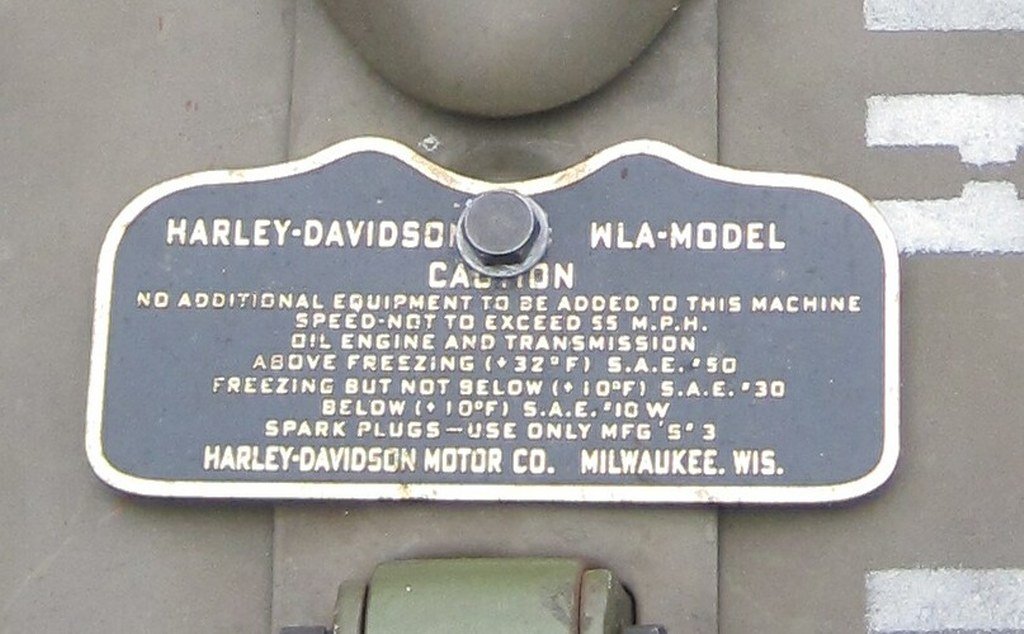 HARLEY-DAVIDSON WLA-MODEL
CAUTION
NO ADDITIONAL EQUIPMENT TO BE ADDED TO THIS MACHINE
SPEED-NOT TO EXCEED 55 M.P.H.
OIL ENGINE AND TRANSMISSION
ABOVE FREEZING (+32°F) S.A.E. #50
FREEZING BUT NOT BELOW (+10°F) S.A.E. #30
BELOW (+10°F) S.A.E. #10 W
SPARK PLUGS—USE ONLY MFG'S# 3
HARLEY-DAVIDSON MOTOR CO. MILWAUKEE. WIS.